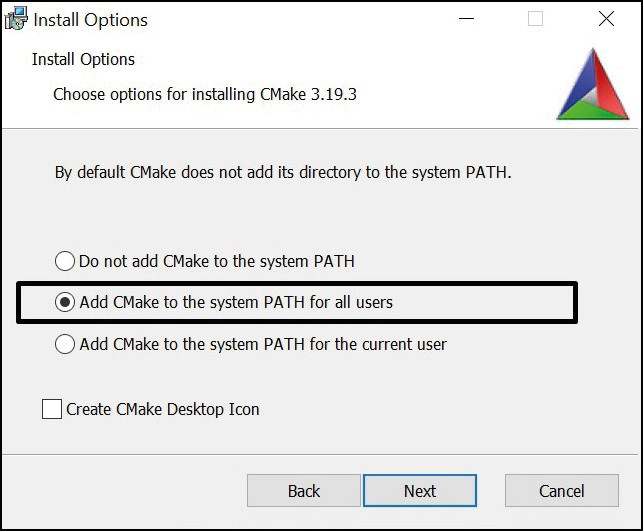 Install Options
Install Options
Choose options for installing CMake 3.19.3
By default CMake does not add its directory to the system PATH.
Do not add CMake to the system PATH
Add CMake to the system PATH for all users
Add CMake to the system PATH for the current user
Create CMake Desktop Icon
Back Next Cancel